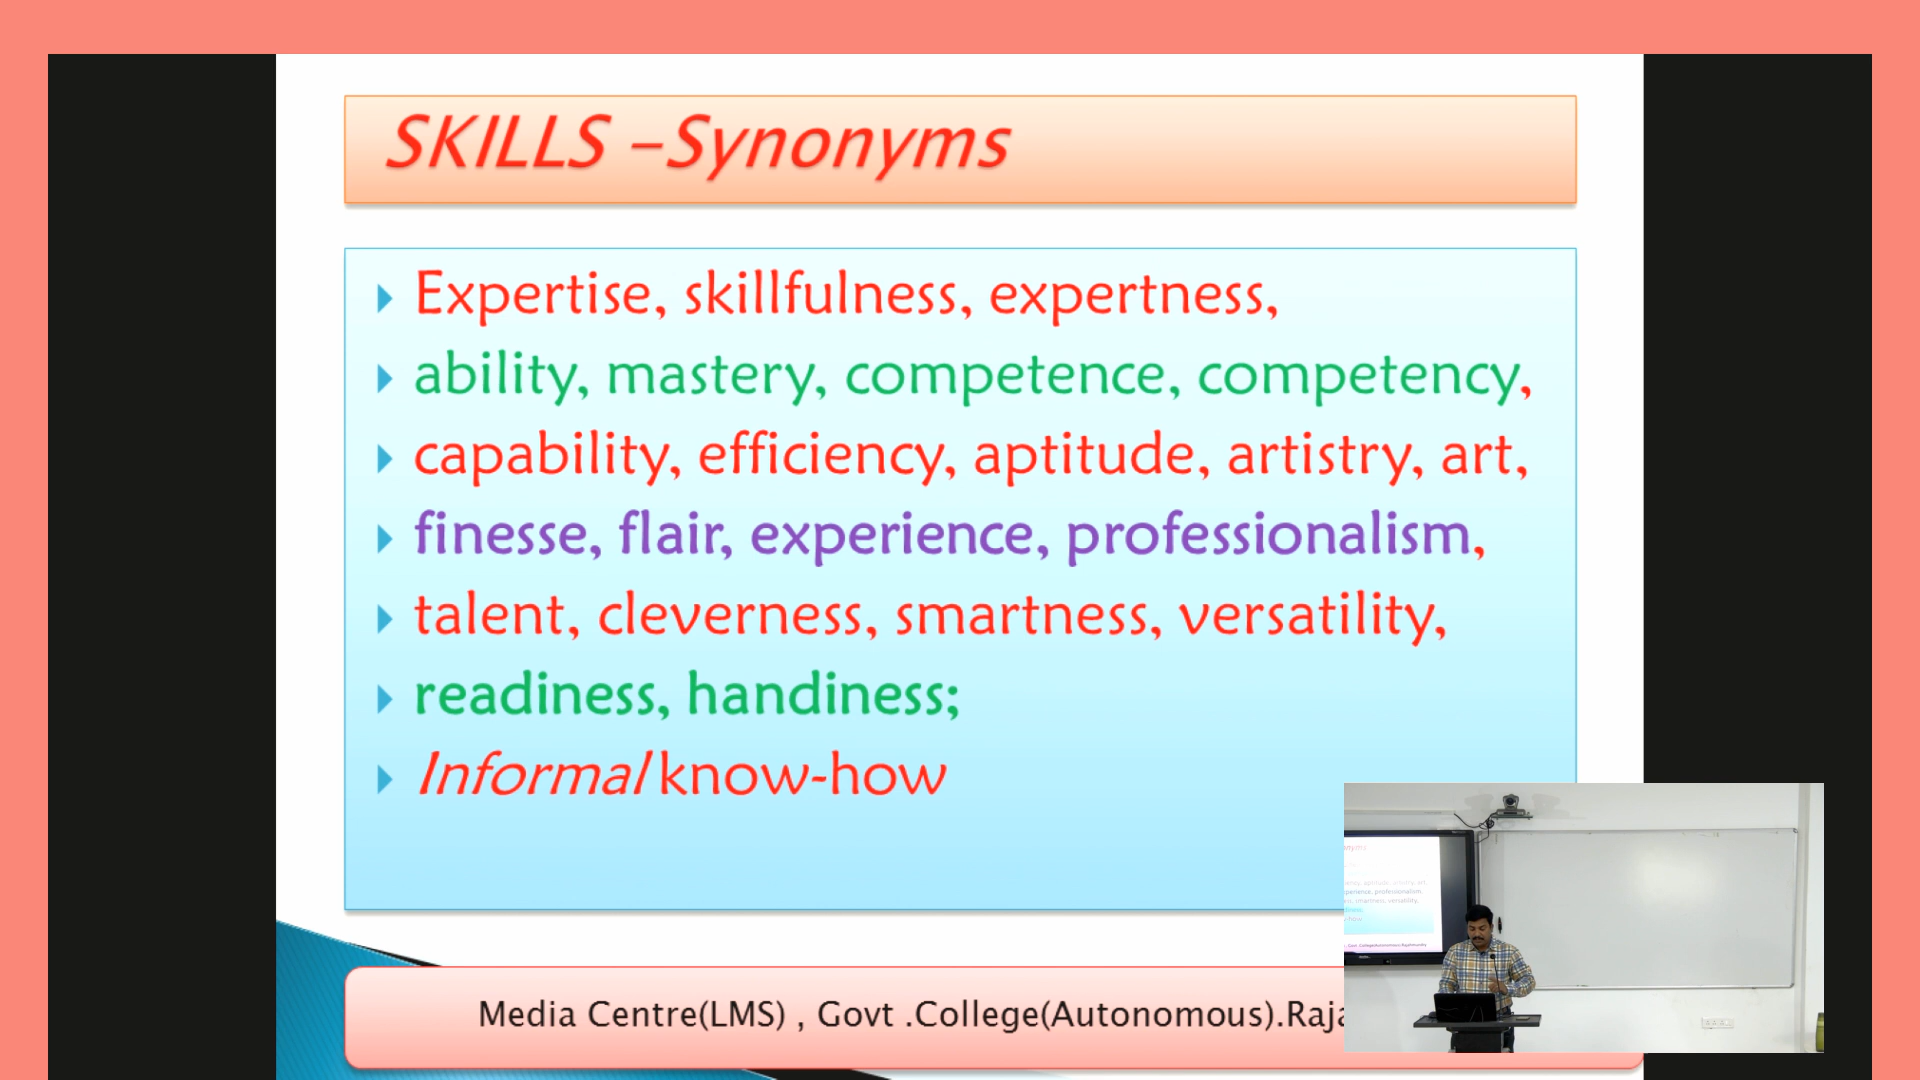 SKILLS –Synonyms
Expertise, skillfulness, expertness,
ability, mastery, competence, competency,
capability, efficiency, aptitude, artistry, art,
finesse, flair, experience, professionalism,
talent, cleverness, smartness, versatility,
readiness, handiness;
Informal know-how
Media Centre(LMS) , Govt .College(Autonomous).Raja